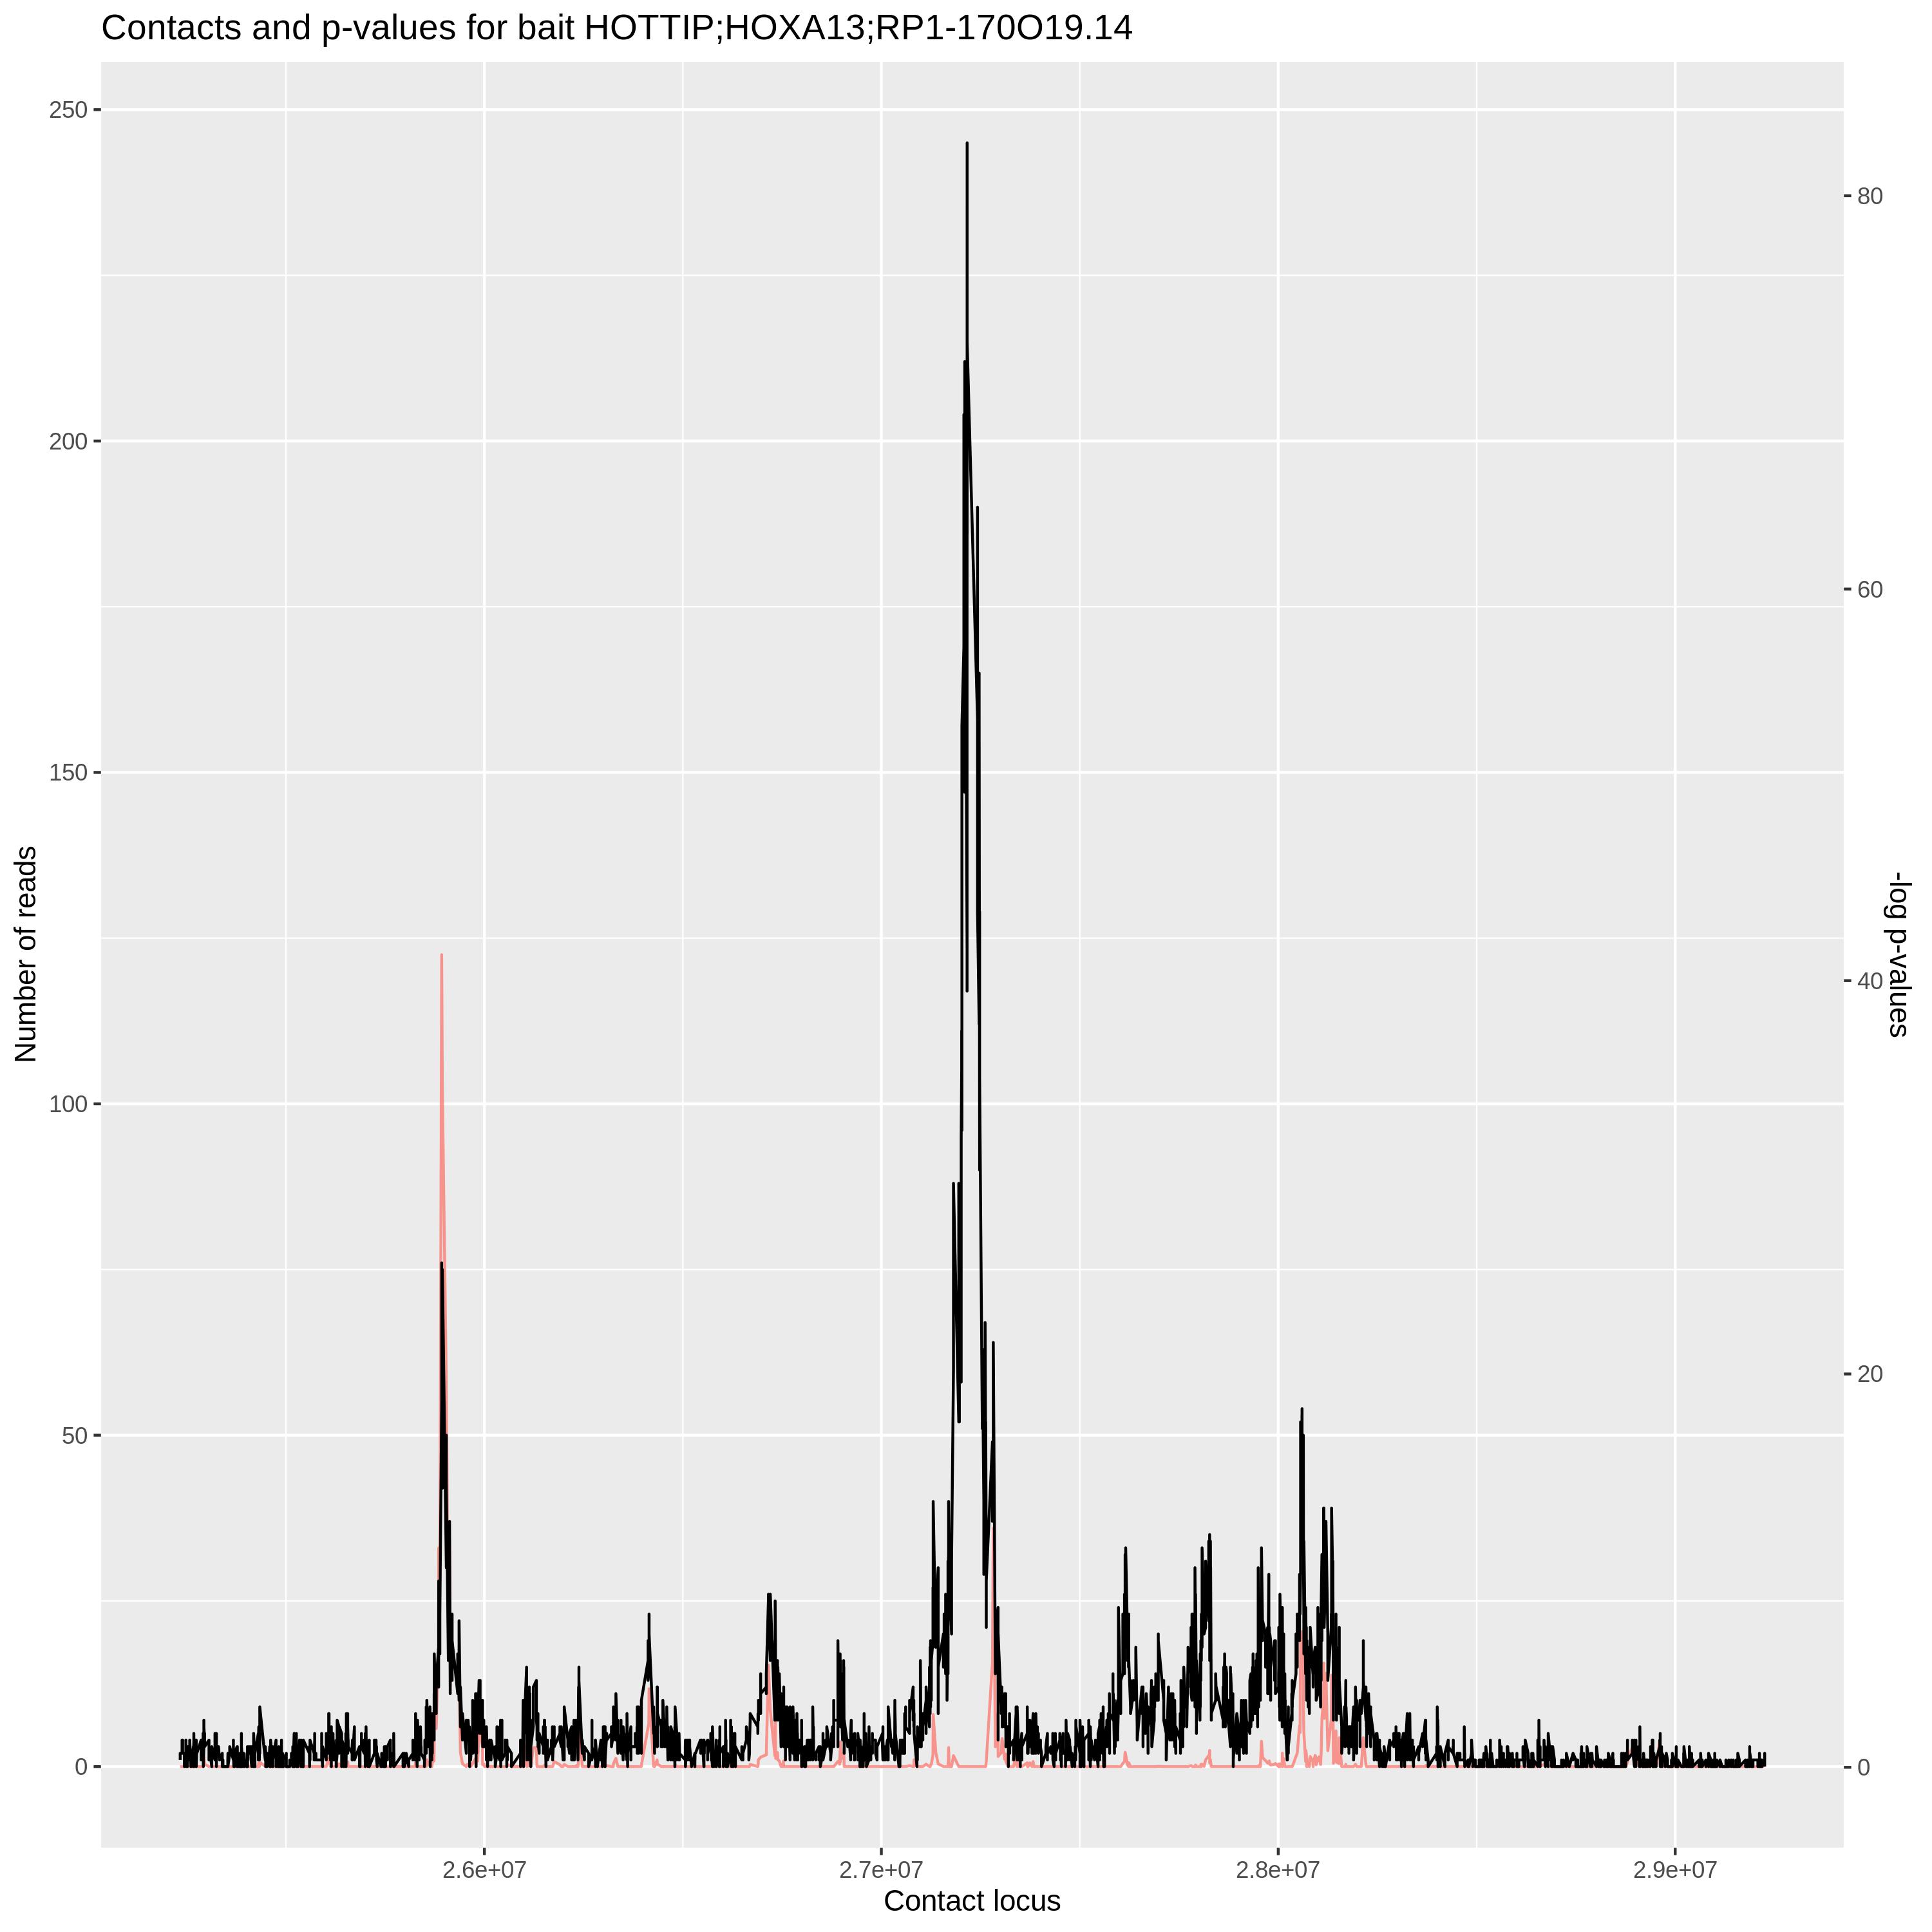 Contacts and p-values for bait HOTTIP;HOXA13;RP1-170O19.14
250
200
150
100
50
0
Number of reads
80
60
40
20
0
-log p-values
2.6e+07
2.7e+07
2.8e+07
2.9e+07
Contact locus